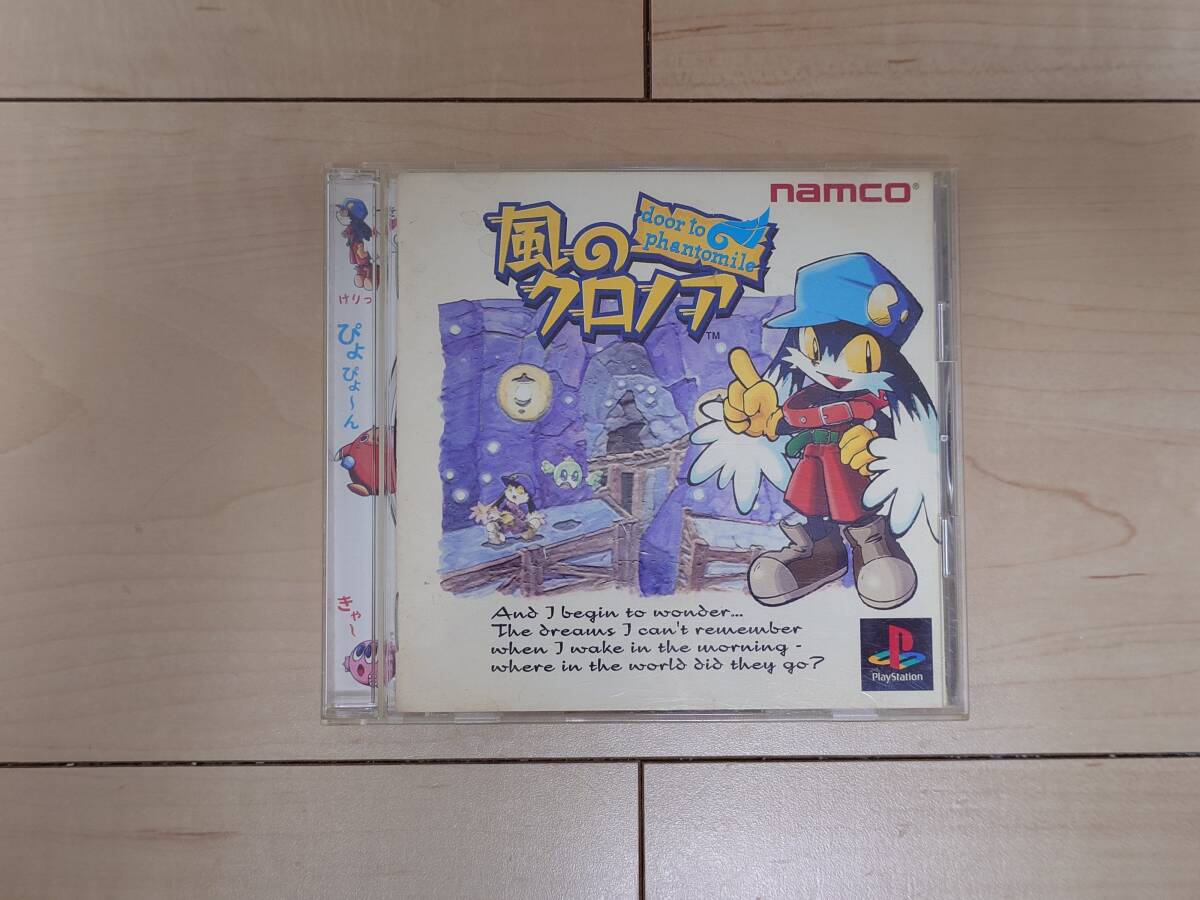 namco®
風の
クロノア
door to
phantomile
TM
けりっ
ぴょ
ぴょ～ん
きゃ～
And I begin to wonder...
The dreams I can't remember
when I wake in the morning -
where in the world did they go?
PlayStation